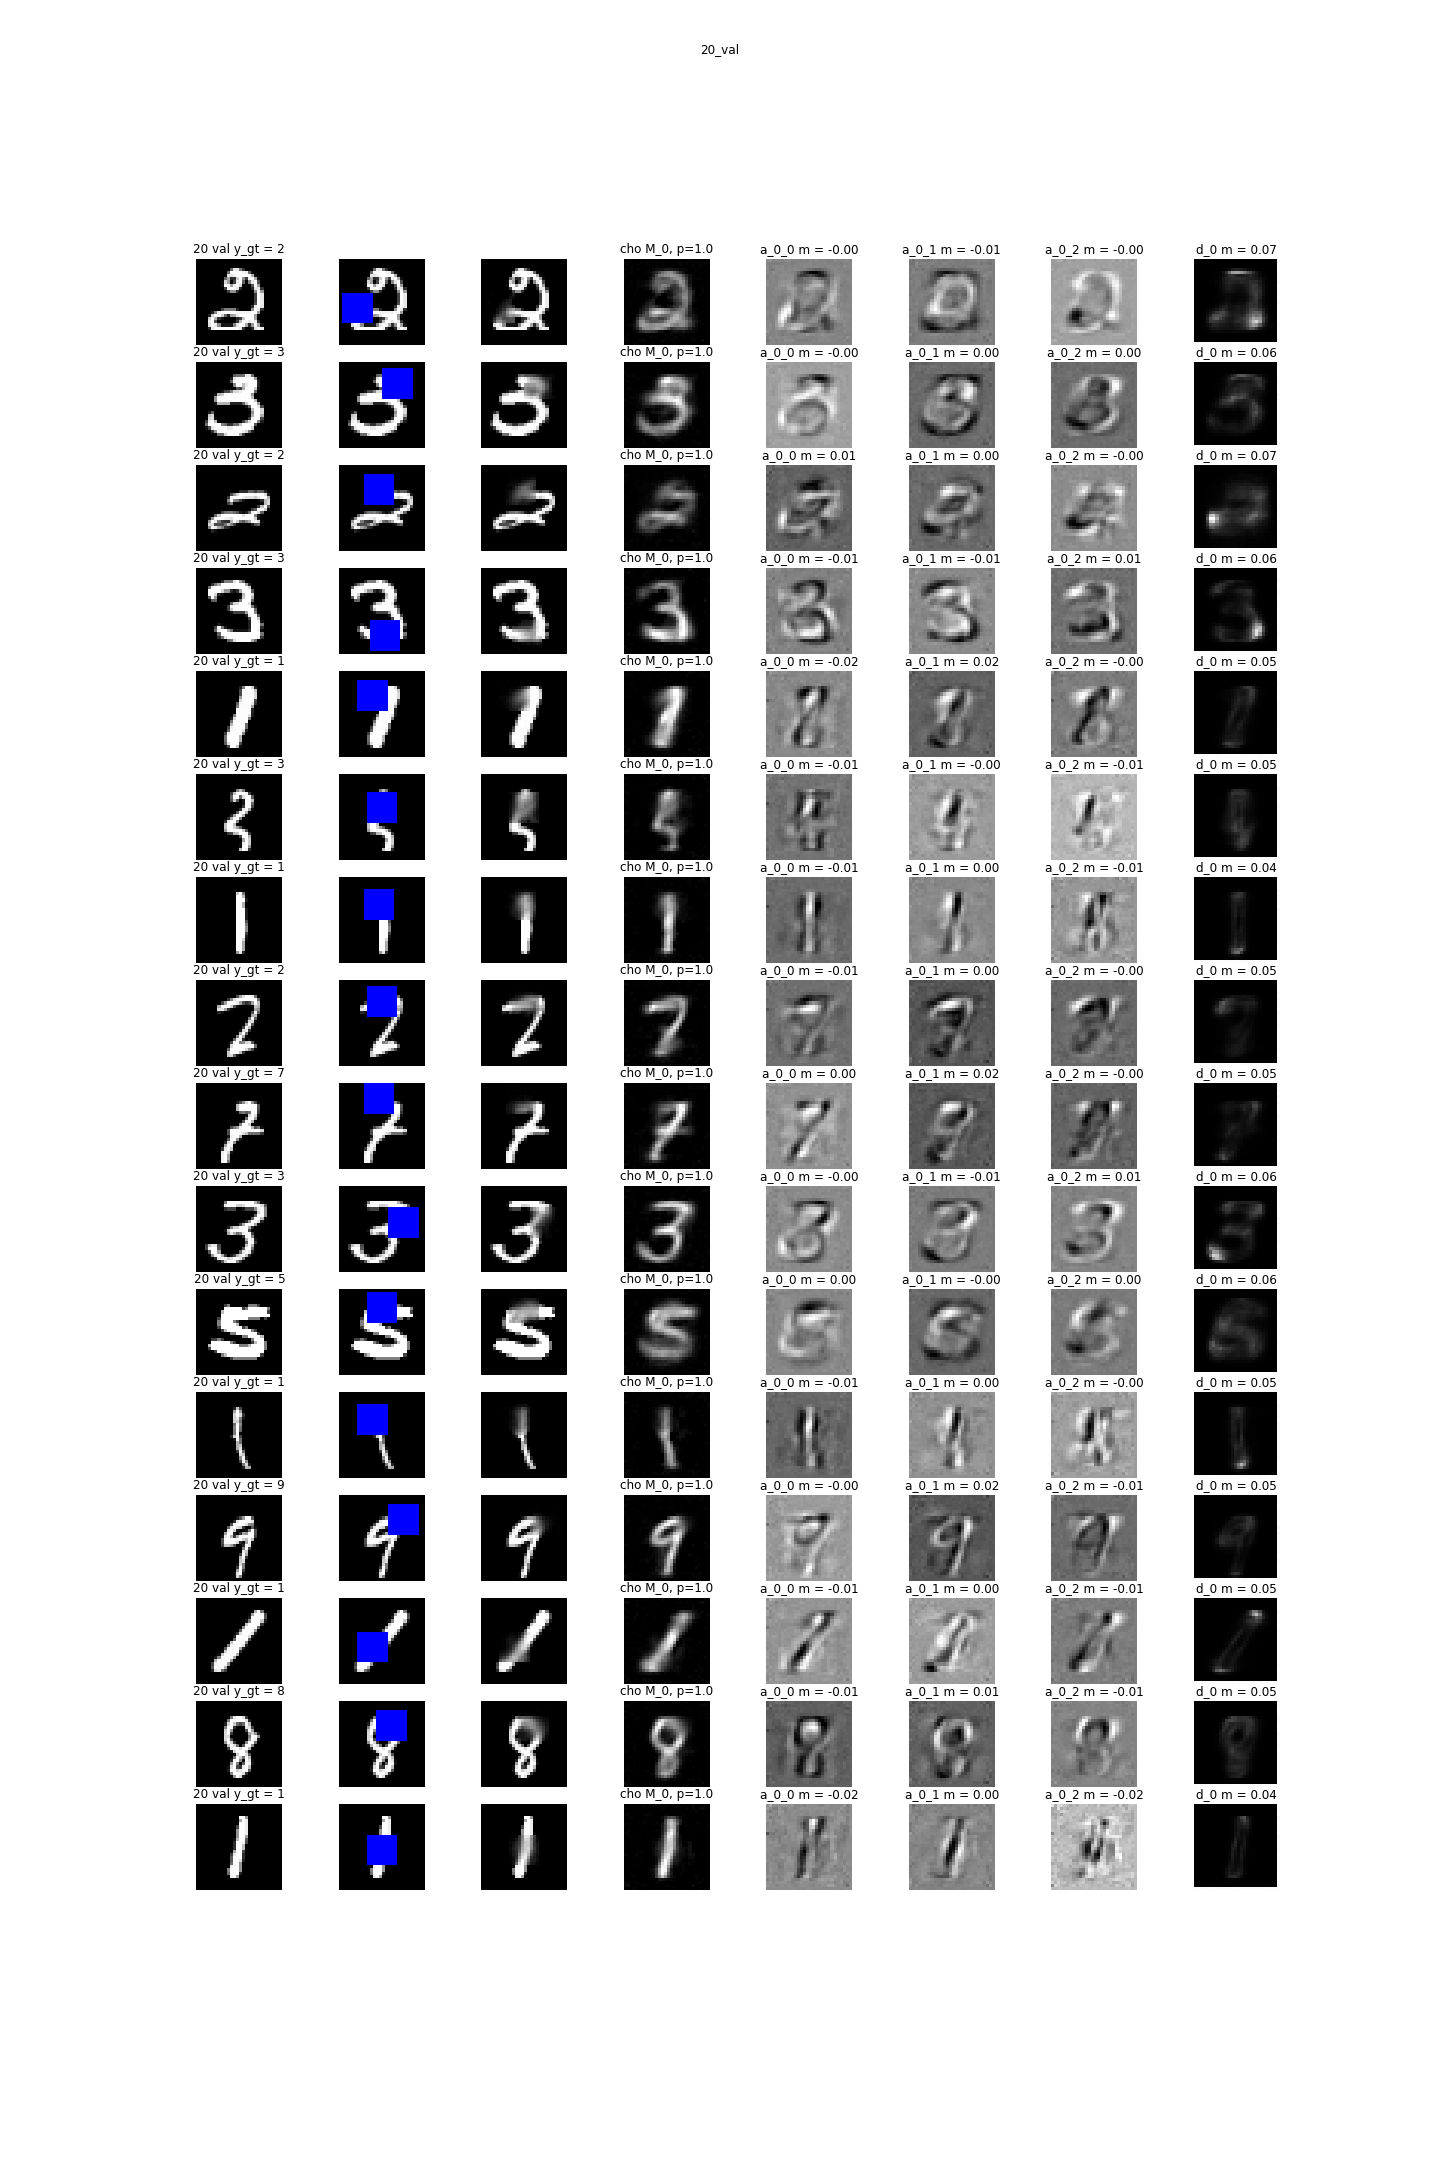 20_val
20 val y_gt = 2 cho M_0, p=1.0 a_0_0 m = -0.00 a_0_1 m = -0.01 a_0_2 m = -0.00 d_0 m = 0.07
20 val y_gt = 3 cho M_0, p=1.0 a_0_0 m = -0.00 a_0_1 m = 0.00 a_0_2 m = 0.00 d_0 m = 0.06
20 val y_gt = 2 cho M_0, p=1.0 a_0_0 m = 0.01 a_0_1 m = 0.00 a_0_2 m = -0.00 d_0 m = 0.07
20 val y_gt = 3 cho M_0, p=1.0 a_0_0 m = -0.01 a_0_1 m = -0.01 a_0_2 m = 0.01 d_0 m = 0.06
20 val y_gt = 1 cho M_0, p=1.0 a_0_0 m = -0.02 a_0_1 m = 0.02 a_0_2 m = -0.00 d_0 m = 0.05
20 val y_gt = 3 cho M_0, p=1.0 a_0_0 m = -0.01 a_0_1 m = -0.00 a_0_2 m = -0.01 d_0 m = 0.05
20 val y_gt = 1 cho M_0, p=1.0 a_0_0 m = -0.01 a_0_1 m = 0.00 a_0_2 m = -0.01 d_0 m = 0.04
20 val y_gt = 2 cho M_0, p=1.0 a_0_0 m = -0.01 a_0_1 m = 0.00 a_0_2 m = -0.00 d_0 m = 0.05
20 val y_gt = 7 cho M_0, p=1.0 a_0_0 m = 0.00 a_0_1 m = 0.02 a_0_2 m = -0.00 d_0 m = 0.05
20 val y_gt = 3 cho M_0, p=1.0 a_0_0 m = -0.00 a_0_1 m = -0.01 a_0_2 m = 0.01 d_0 m = 0.06
20 val y_gt = 5 cho M_0, p=1.0 a_0_0 m = 0.00 a_0_1 m = -0.00 a_0_2 m = 0.00 d_0 m = 0.06
20 val y_gt = 1 cho M_0, p=1.0 a_0_0 m = -0.01 a_0_1 m = 0.00 a_0_2 m = -0.00 d_0 m = 0.05
20 val y_gt = 9 cho M_0, p=1.0 a_0_0 m = -0.00 a_0_1 m = 0.02 a_0_2 m = -0.01 d_0 m = 0.05
20 val y_gt = 1 cho M_0, p=1.0 a_0_0 m = -0.01 a_0_1 m = 0.00 a_0_2 m = -0.01 d_0 m = 0.05
20 val y_gt = 8 cho M_0, p=1.0 a_0_0 m = -0.01 a_0_1 m = 0.01 a_0_2 m = -0.01 d_0 m = 0.05
20 val y_gt = 1 cho M_0, p=1.0 a_0_0 m = -0.02 a_0_1 m = 0.00 a_0_2 m = -0.02 d_0 m = 0.04